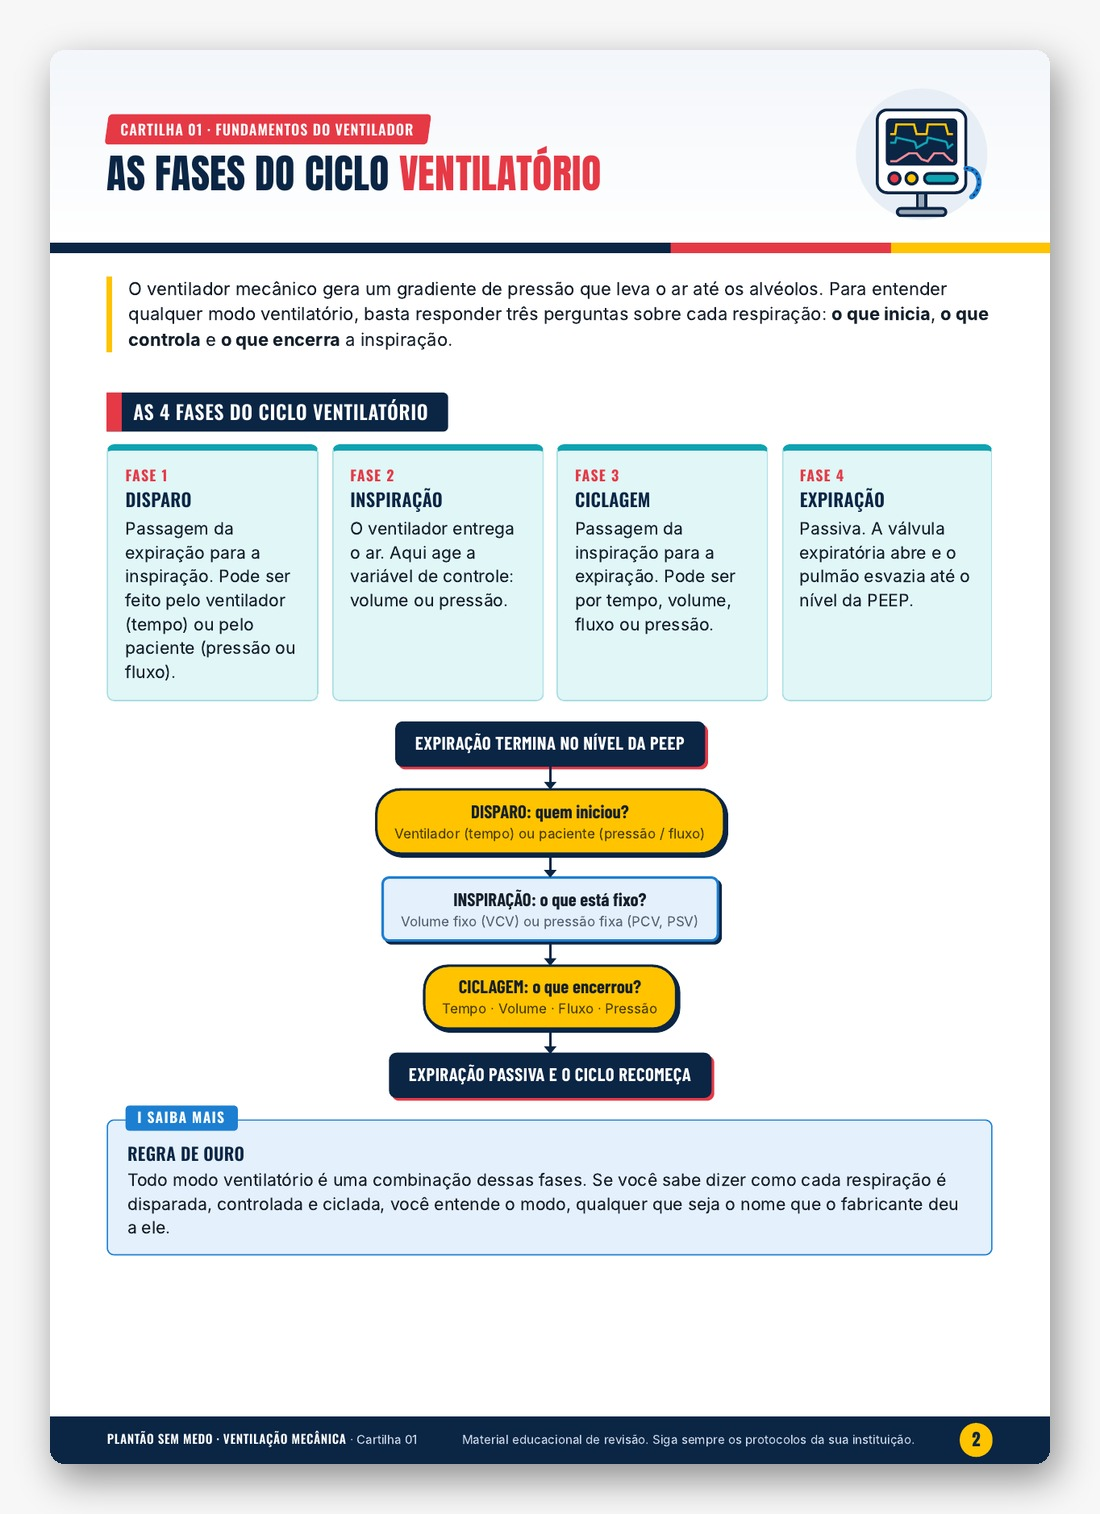 CARTILHA 01 · FUNDAMENTOS DO VENTILADOR
AS FASES DO CICLO VENTILATÓRIO
O ventilador mecânico gera um gradiente de pressão que leva o ar até os alvéolos. Para entender
qualquer modo ventilatório, basta responder três perguntas sobre cada respiração: o que inicia, o que
controla e o que encerra a inspiração.
AS 4 FASES DO CICLO VENTILATÓRIO
FASE 1
DISPARO
Passagem da
expiração para a
inspiração. Pode ser
feito pelo ventilador
(tempo) ou pelo
paciente (pressão ou
fluxo).
FASE 2
INSPIRAÇÃO
O ventilador entrega
o ar. Aqui age a
variável de controle:
volume ou pressão.
FASE 3
CICLAGEM
Passagem da
inspiração para a
expiração. Pode ser
por tempo, volume,
fluxo ou pressão.
FASE 4
EXPIRAÇÃO
Passiva. A válvula
expiratória abre e o
pulmão esvazia até o
nível da PEEP.
EXPIRAÇÃO TERMINA NO NÍVEL DA PEEP
DISPARO: quem iniciou?
Ventilador (tempo) ou paciente (pressão / fluxo)
INSPIRAÇÃO: o que está fixo?
Volume fixo (VCV) ou pressão fixa (PCV, PSV)
CICLAGEM: o que encerrou?
Tempo · Volume · Fluxo · Pressão
EXPIRAÇÃO PASSIVA E O CICLO RECOMEÇA
I SAIBA MAIS
REGRA DE OURO
Todo modo ventilatório é uma combinação dessas fases. Se você sabe dizer como cada respiração é
disparada, controlada e ciclada, você entende o modo, qualquer que seja o nome que o fabricante deu
a ele.
PLANTÃO SEM MEDO · VENTILAÇÃO MECÂNICA · Cartilha 01
Material educacional de revisão. Siga sempre os protocolos da sua instituição.
2